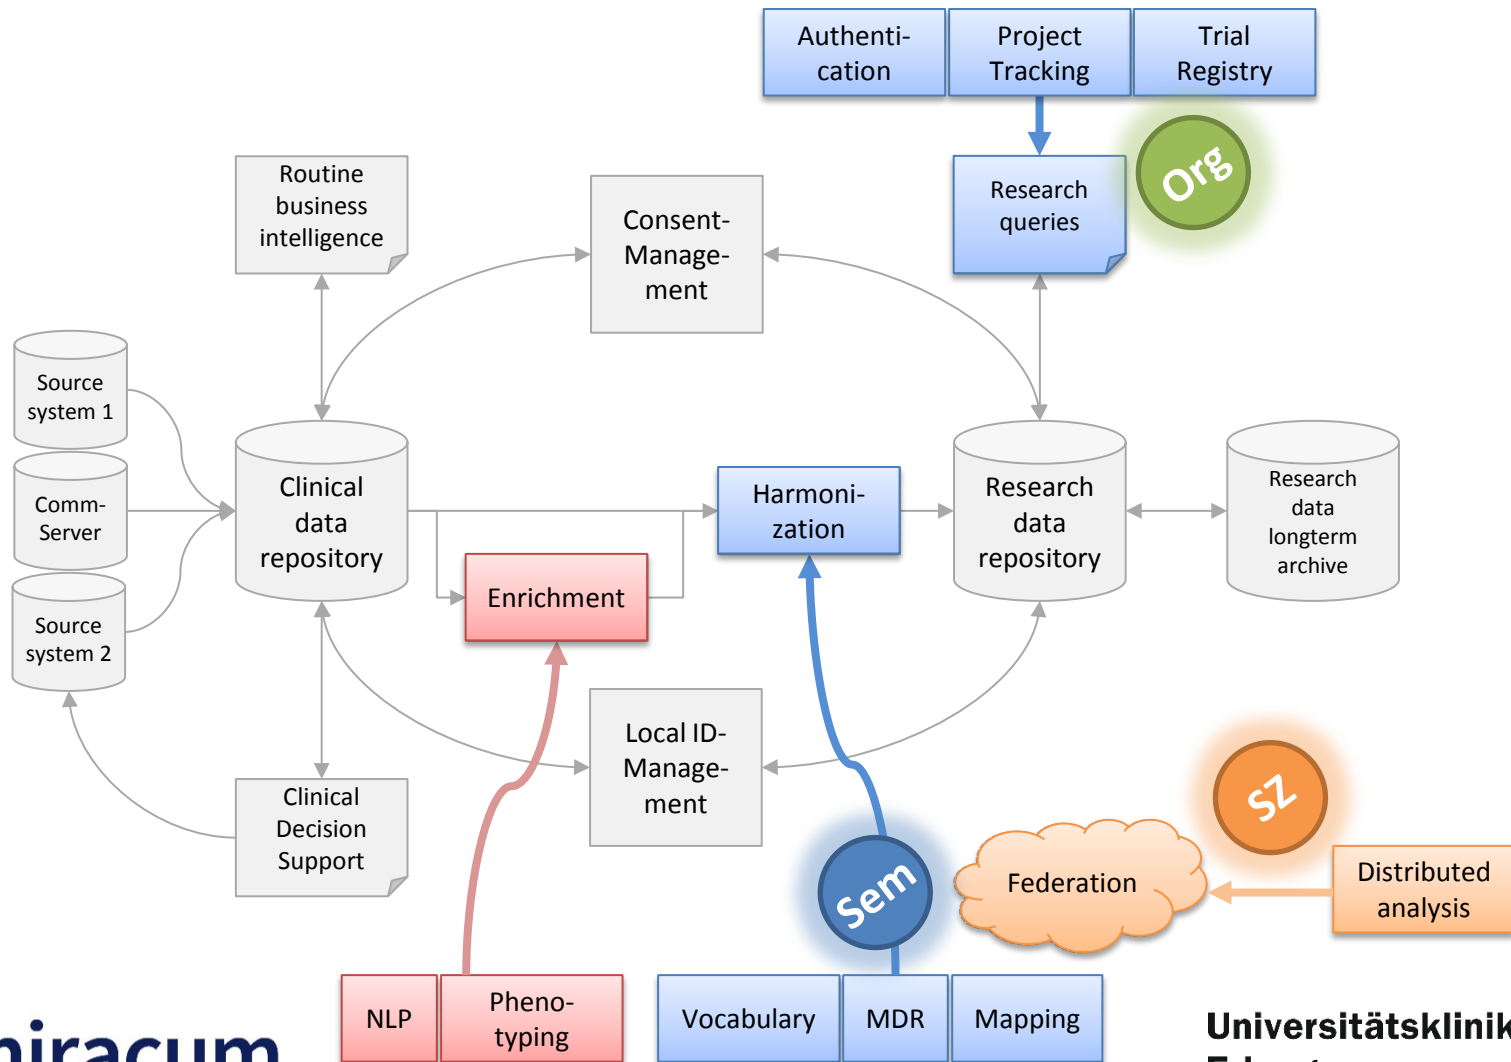 Authenti-
cation
Project
Tracking
Trial
Registry
Org
Routine
business
intelligence
Consent-
Manage-
ment
Research
queries
Source
system 1
Comm-
Server
Source
system 2
Clinical
data
repository
Harmoni-
zation
Enrichment
Research
data
repository
Research
data
longterm
archive
Local ID-
Manage-
ment
Clinical
Decision
Support
SZ
Sem
Federation
Distributed
analysis
NLP
Pheno-
typing
Vocabulary
MDR
Mapping
miracum
Universitätsklinik